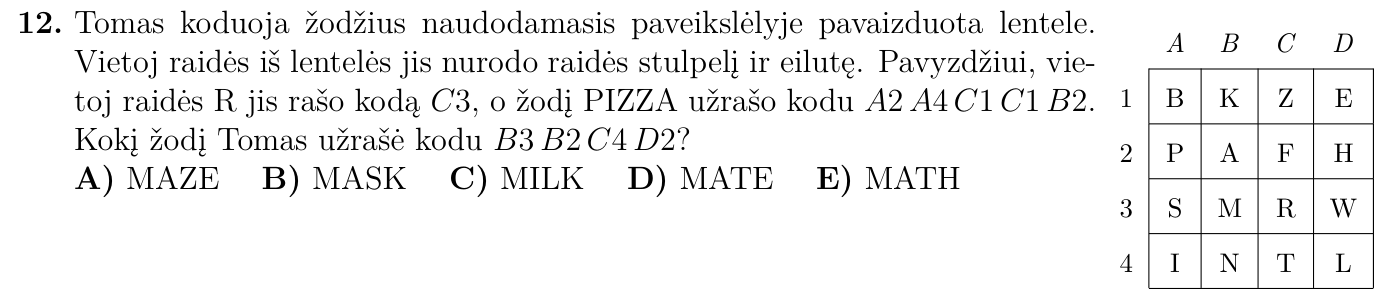 12. Tomas koduoja žodžius naudodamasis paveikslėlyje pavaizduota lentele.
Vietoj raidės iš lentelės jis nurodo raidės stulpelį ir eilutę. Pavyzdžiui, vie-
toj raidės R jis rašo kodą C3, o žodį PIZZA užrašo kodu A2 A4 C1 C1 B2.
Kokį žodį Tomas užrašė kodu B3 B2 C4 D2?
A) MAZE B) MASK C) MILK D) MATE E) MATH
A B C D
1 B K Z E
2 P A F H
3 S M R W
4 I N T L